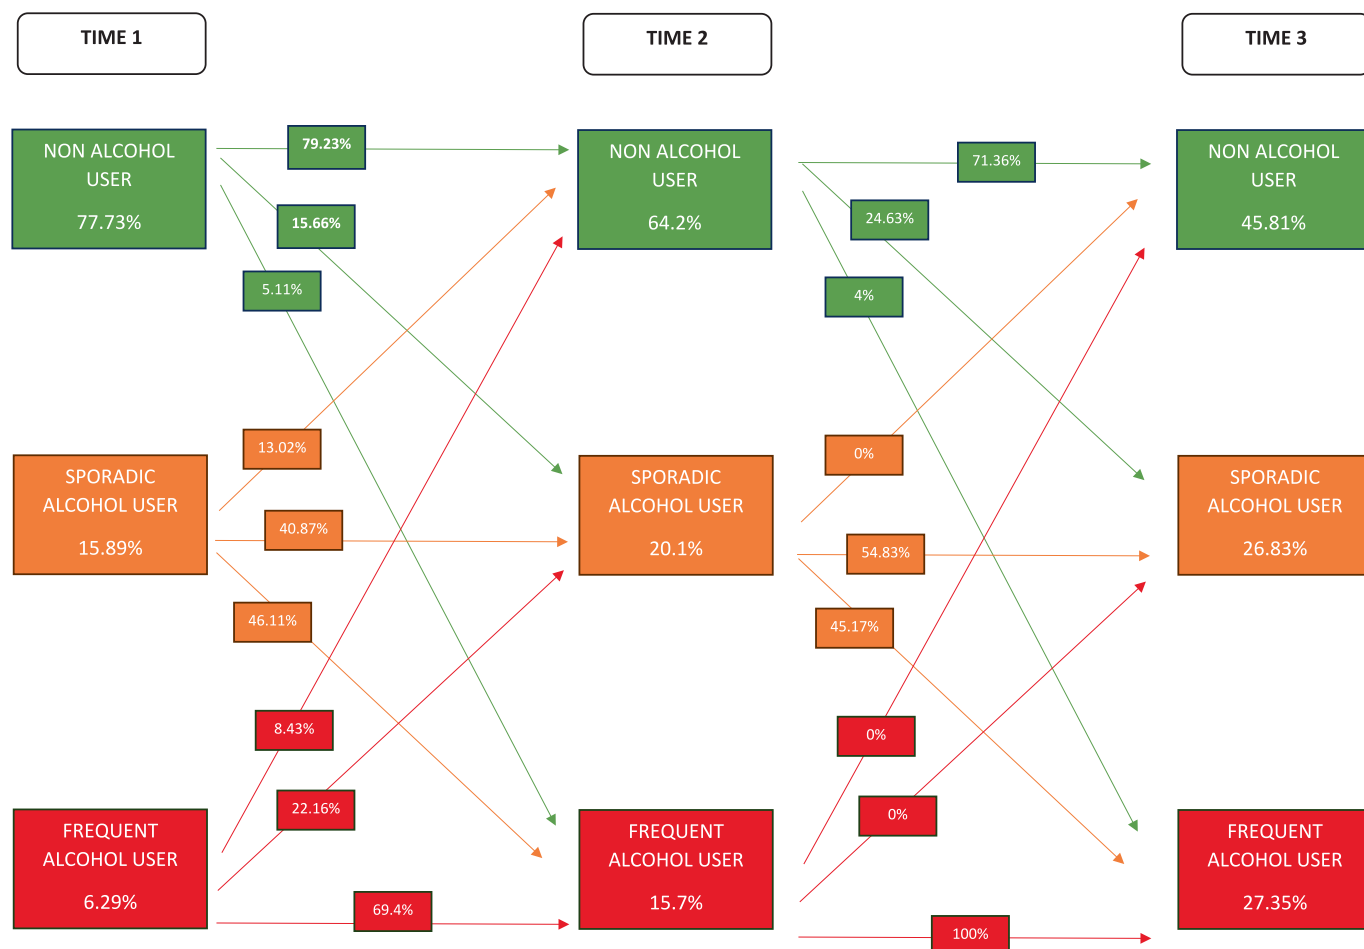 TIME 1
TIME 2
TIME 3
NON ALCOHOL
USER
77.73%
79.23%
15.66%
5.11%
NON ALCOHOL
USER
64.2%
71.36%
24.63%
4%
NON ALCOHOL
USER
45.81%
SPORADIC
ALCOHOL USER
15.89%
13.02%
40.87%
46.11%
SPORADIC
ALCOHOL USER
20.1%
0%
54.83%
45.17%
SPORADIC
ALCOHOL USER
26.83%
FREQUENT
ALCOHOL USER
6.29%
8.43%
22.16%
69.4%
FREQUENT
ALCOHOL USER
15.7%
0%
0%
100%
FREQUENT
ALCOHOL USER
27.35%